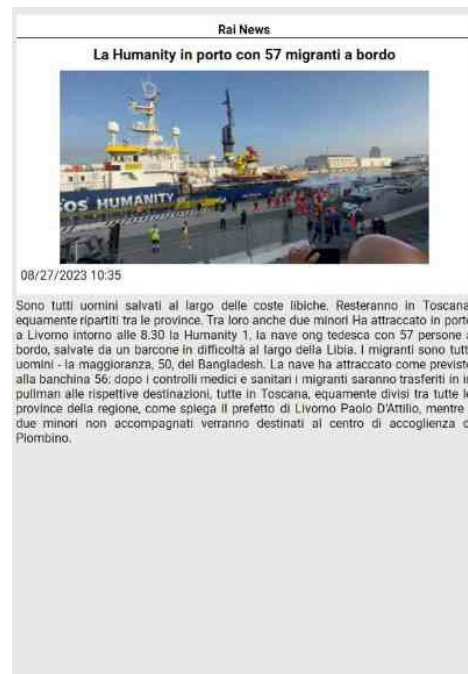 Rai News
La Humanity in porto con 57 migranti a bordo
SOS HUMANITY
08/27/2023 10:35
Sono tutti uomini salvati al largo delle coste libiche. Resteranno in Toscana,
equamente ripartiti tra le province. Tra loro anche due minori Ha attraccato in porto
a Livorno intorno alle 8.30 la Humanity 1, la nave ong tedesca con 57 persone a
bordo, salvate da un barcone in difficoltà al largo della Libia. I migranti sono tutti
uomini - la maggioranza, 50, del Bangladesh. La nave ha attraccato come previsto
alla banchina 56: dopo i controlli medici e sanitari i migranti saranno trasferiti in in
pullman alle rispettive destinazioni, tutte in Toscana, equamente divisi tra tutte le
province della regione, come spiega il prefetto di Livorno Paolo D'Attilio, mentre i
due minori non accompagnati verranno destinati al centro di accoglienza di
Piombino.